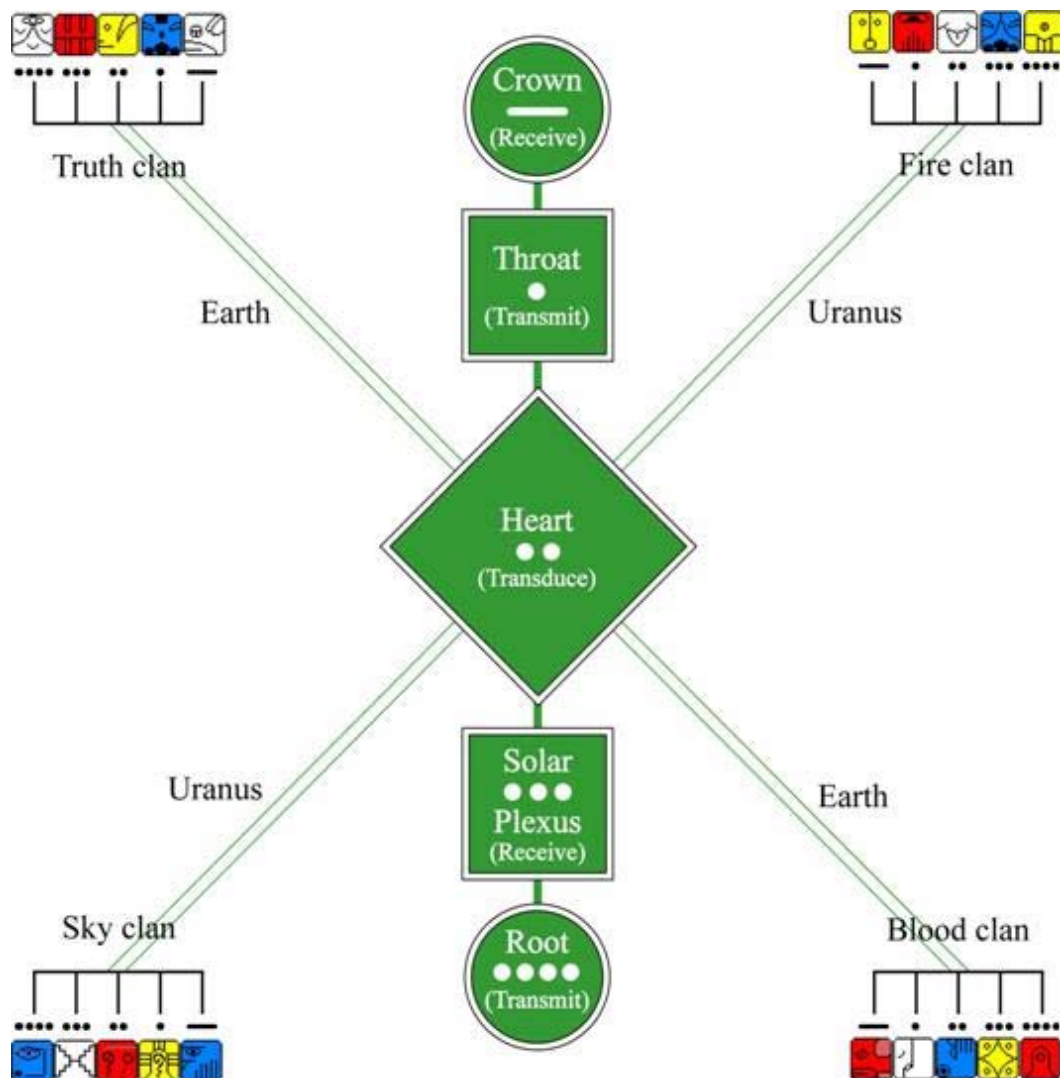 Crown
(Receive)
Truth clan
Fire clan
Throat
(Transmit)
Earth
Uranus
Heart
(Transduce)
Uranus
Earth
Solar
Plexus
(Receive)
Sky clan
Blood clan
Root
(Transmit)